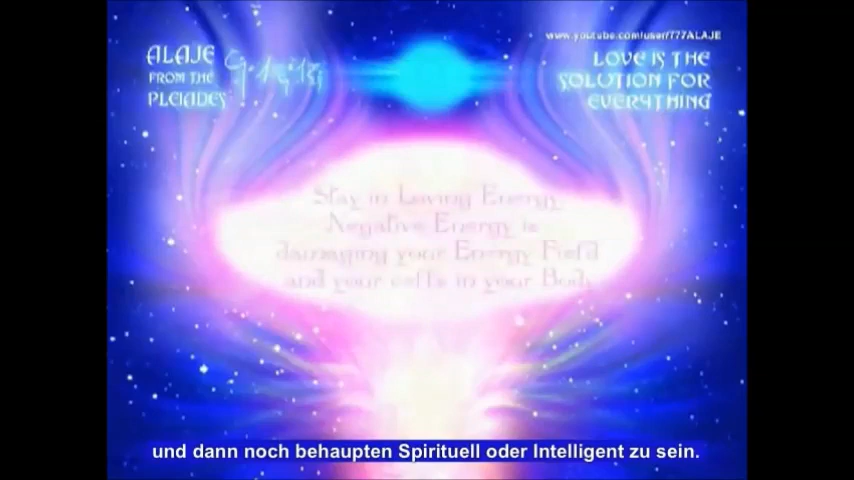 www.youtube.com/user/777ALAJE
ALAJE
FROM THE
PLEIADES
LOVE IS THE
SOLUTION FOR
EVERYTHING
Stay in Loving Energy
Negative Energy is
damaging your Energy Field
and your cells in your Body
und dann noch behaupten Spirituell oder Intelligent zu sein.